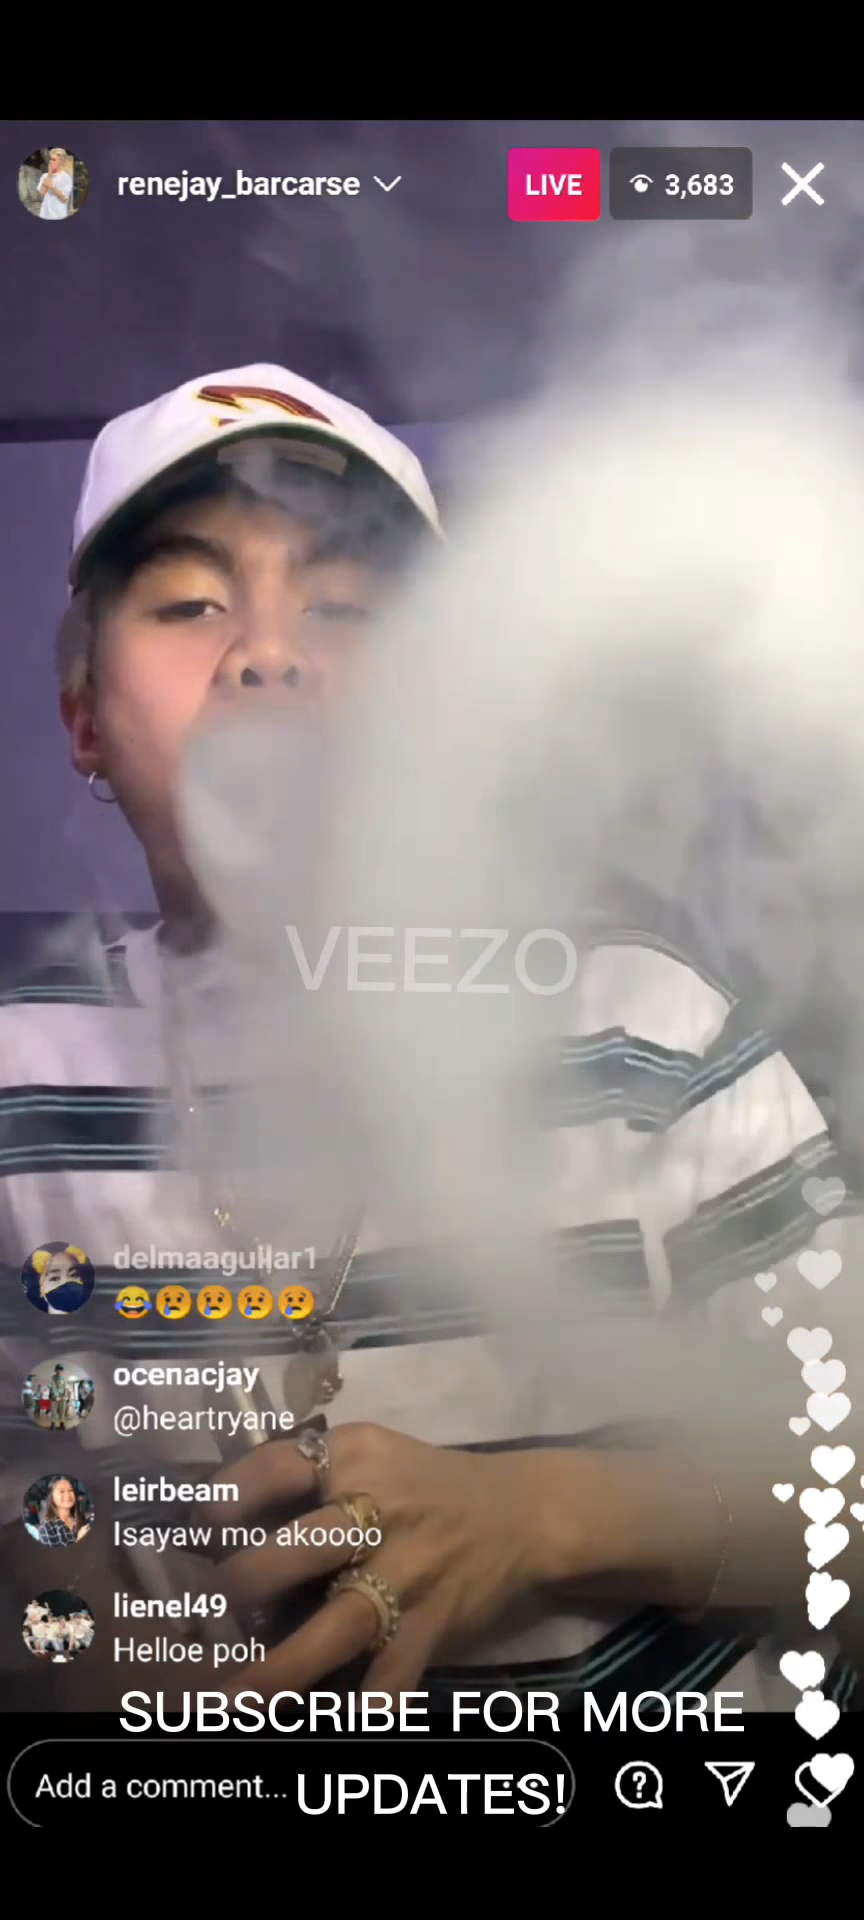 renejay_barcarse
LIVE
3,683
VEEZO
delmaagullar1
😂😢😢😢😢
ocenacjay
@heartryane
leirbeam
Isayaw mo akoooo
lienel49
Helloe poh
SUBSCRIBE FOR MORE
Add a comment...
UPDATES!